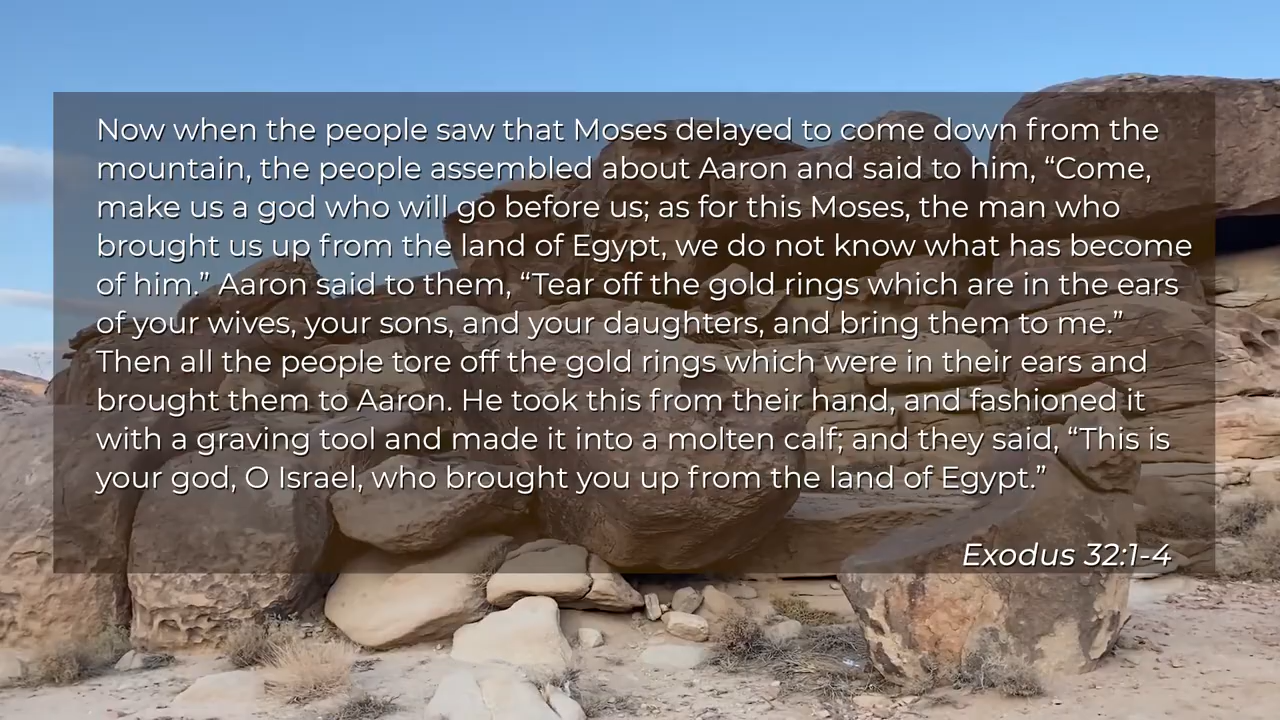 Now when the people saw that Moses delayed to come down from the
mountain, the people assembled about Aaron and said to him, “Come,
make us a god who will go before us; as for this Moses, the man who
brought us up from the land of Egypt, we do not know what has become
of him.” Aaron said to them, “Tear off the gold rings which are in the ears
of your wives, your sons, and your daughters, and bring them to me.”
Then all the people tore off the gold rings which were in their ears and
brought them to Aaron. He took this from their hand, and fashioned it
with a graving tool and made it into a molten calf; and they said, “This is
your god, O Israel, who brought you up from the land of Egypt.”
Exodus 32:1-4